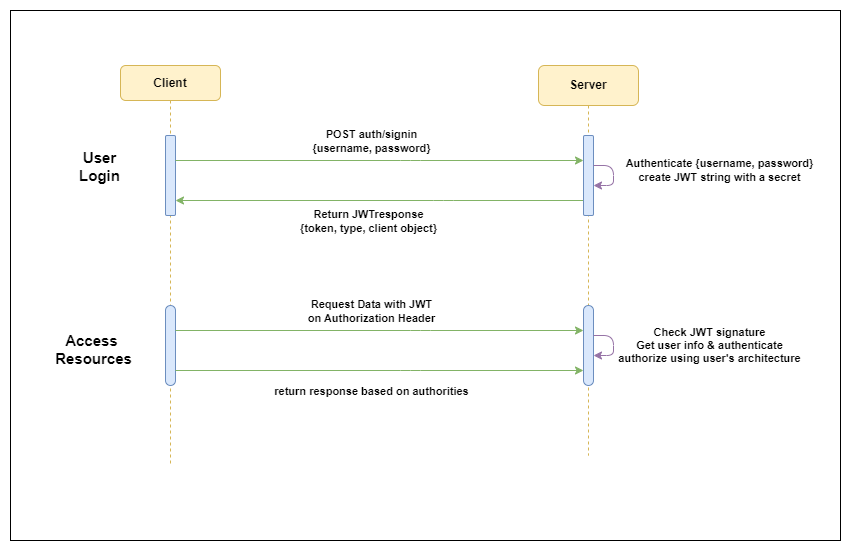 Client
Server
POST auth/signin
{username, password}
User
Login
Authenticate {username, password}
create JWT string with a secret
Return JWTresponse
{token, type, client object}
Request Data with JWT
on Authorization Header
Access
Resources
Check JWT signature
Get user info & authenticate
authorize using user's architecture
return response based on authorities